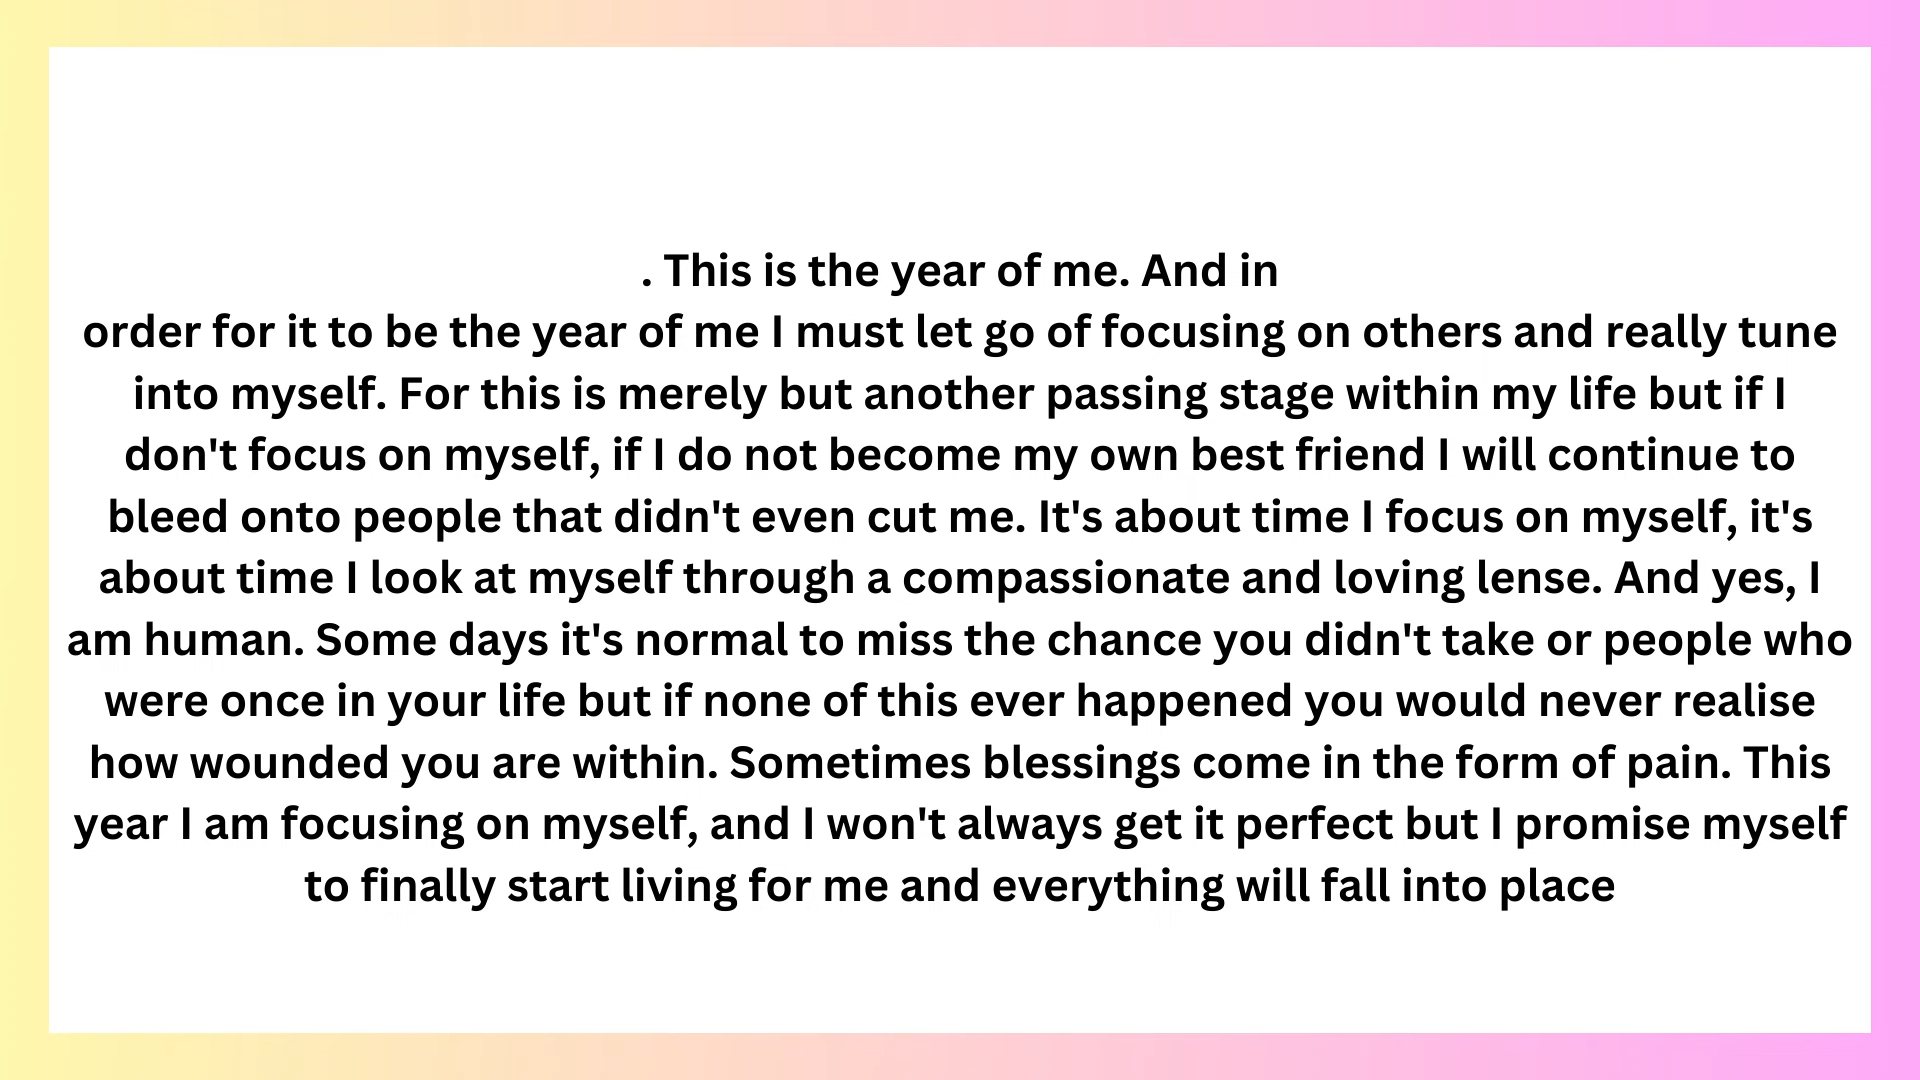 . This is the year of me. And in
order for it to be the year of me I must let go of focusing on others and really tune
into myself. For this is merely but another passing stage within my life but if I
don't focus on myself, if I do not become my own best friend I will continue to
bleed onto people that didn't even cut me. It's about time I focus on myself, it's
about time I look at myself through a compassionate and loving lense. And yes, I
am human. Some days it's normal to miss the chance you didn't take or people who
were once in your life but if none of this ever happened you would never realise
how wounded you are within. Sometimes blessings come in the form of pain. This
year I am focusing on myself, and I won't always get it perfect but I promise myself
to finally start living for me and everything will fall into place